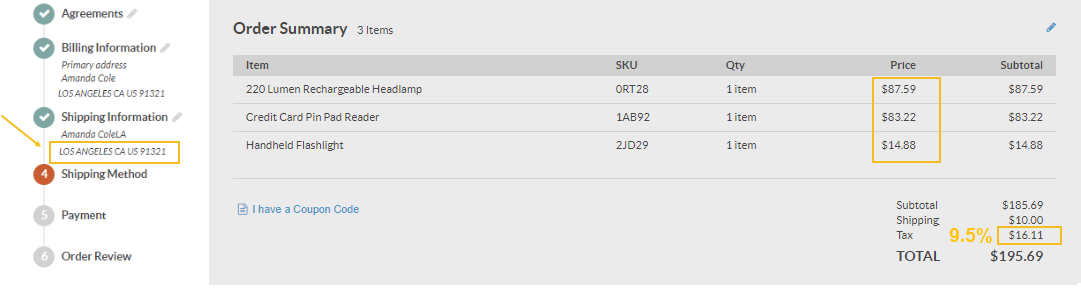 Agreements
Billing Information
Primary address
Amanda Cole
LOS ANGELES CA US 91321
Shipping Information
Amanda ColeLA
LOS ANGELES CA US 91321
4 Shipping Method
5 Payment
6 Order Review
Order Summary 3 Items
Item SKU Qty Price Subtotal
220 Lumen Rechargeable Headlamp 0RT28 1 item $87.59 $87.59
Credit Card Pin Pad Reader 1AB92 1 item $83.22 $83.22
Handheld Flashlight 2JD29 1 item $14.88 $14.88
I have a Coupon Code
Subtotal $185.69
Shipping $10.00
Tax 9.5% $16.11
TOTAL $195.69